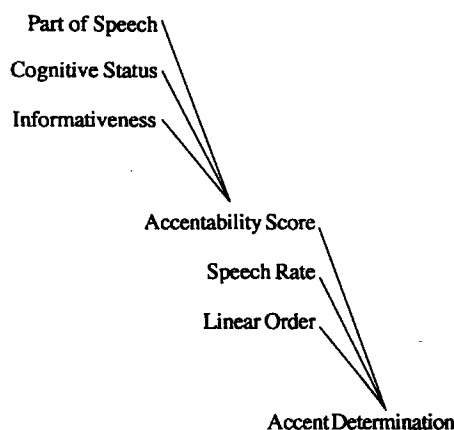 Part of Speech
Cognitive Status
Informativeness
Accentability Score
Speech Rate
Linear Order
Accent Determination